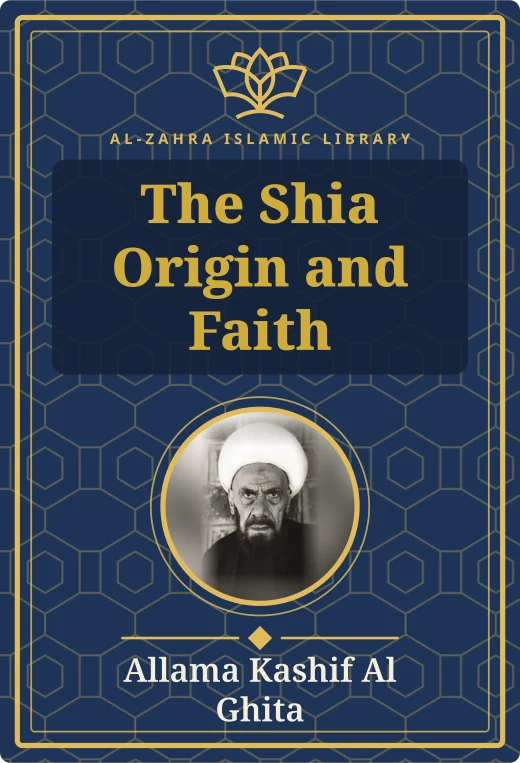 AL-ZAHRA ISLAMIC LIBRARY
The Shia
Origin and
Faith
Allama Kashif Al
Ghita